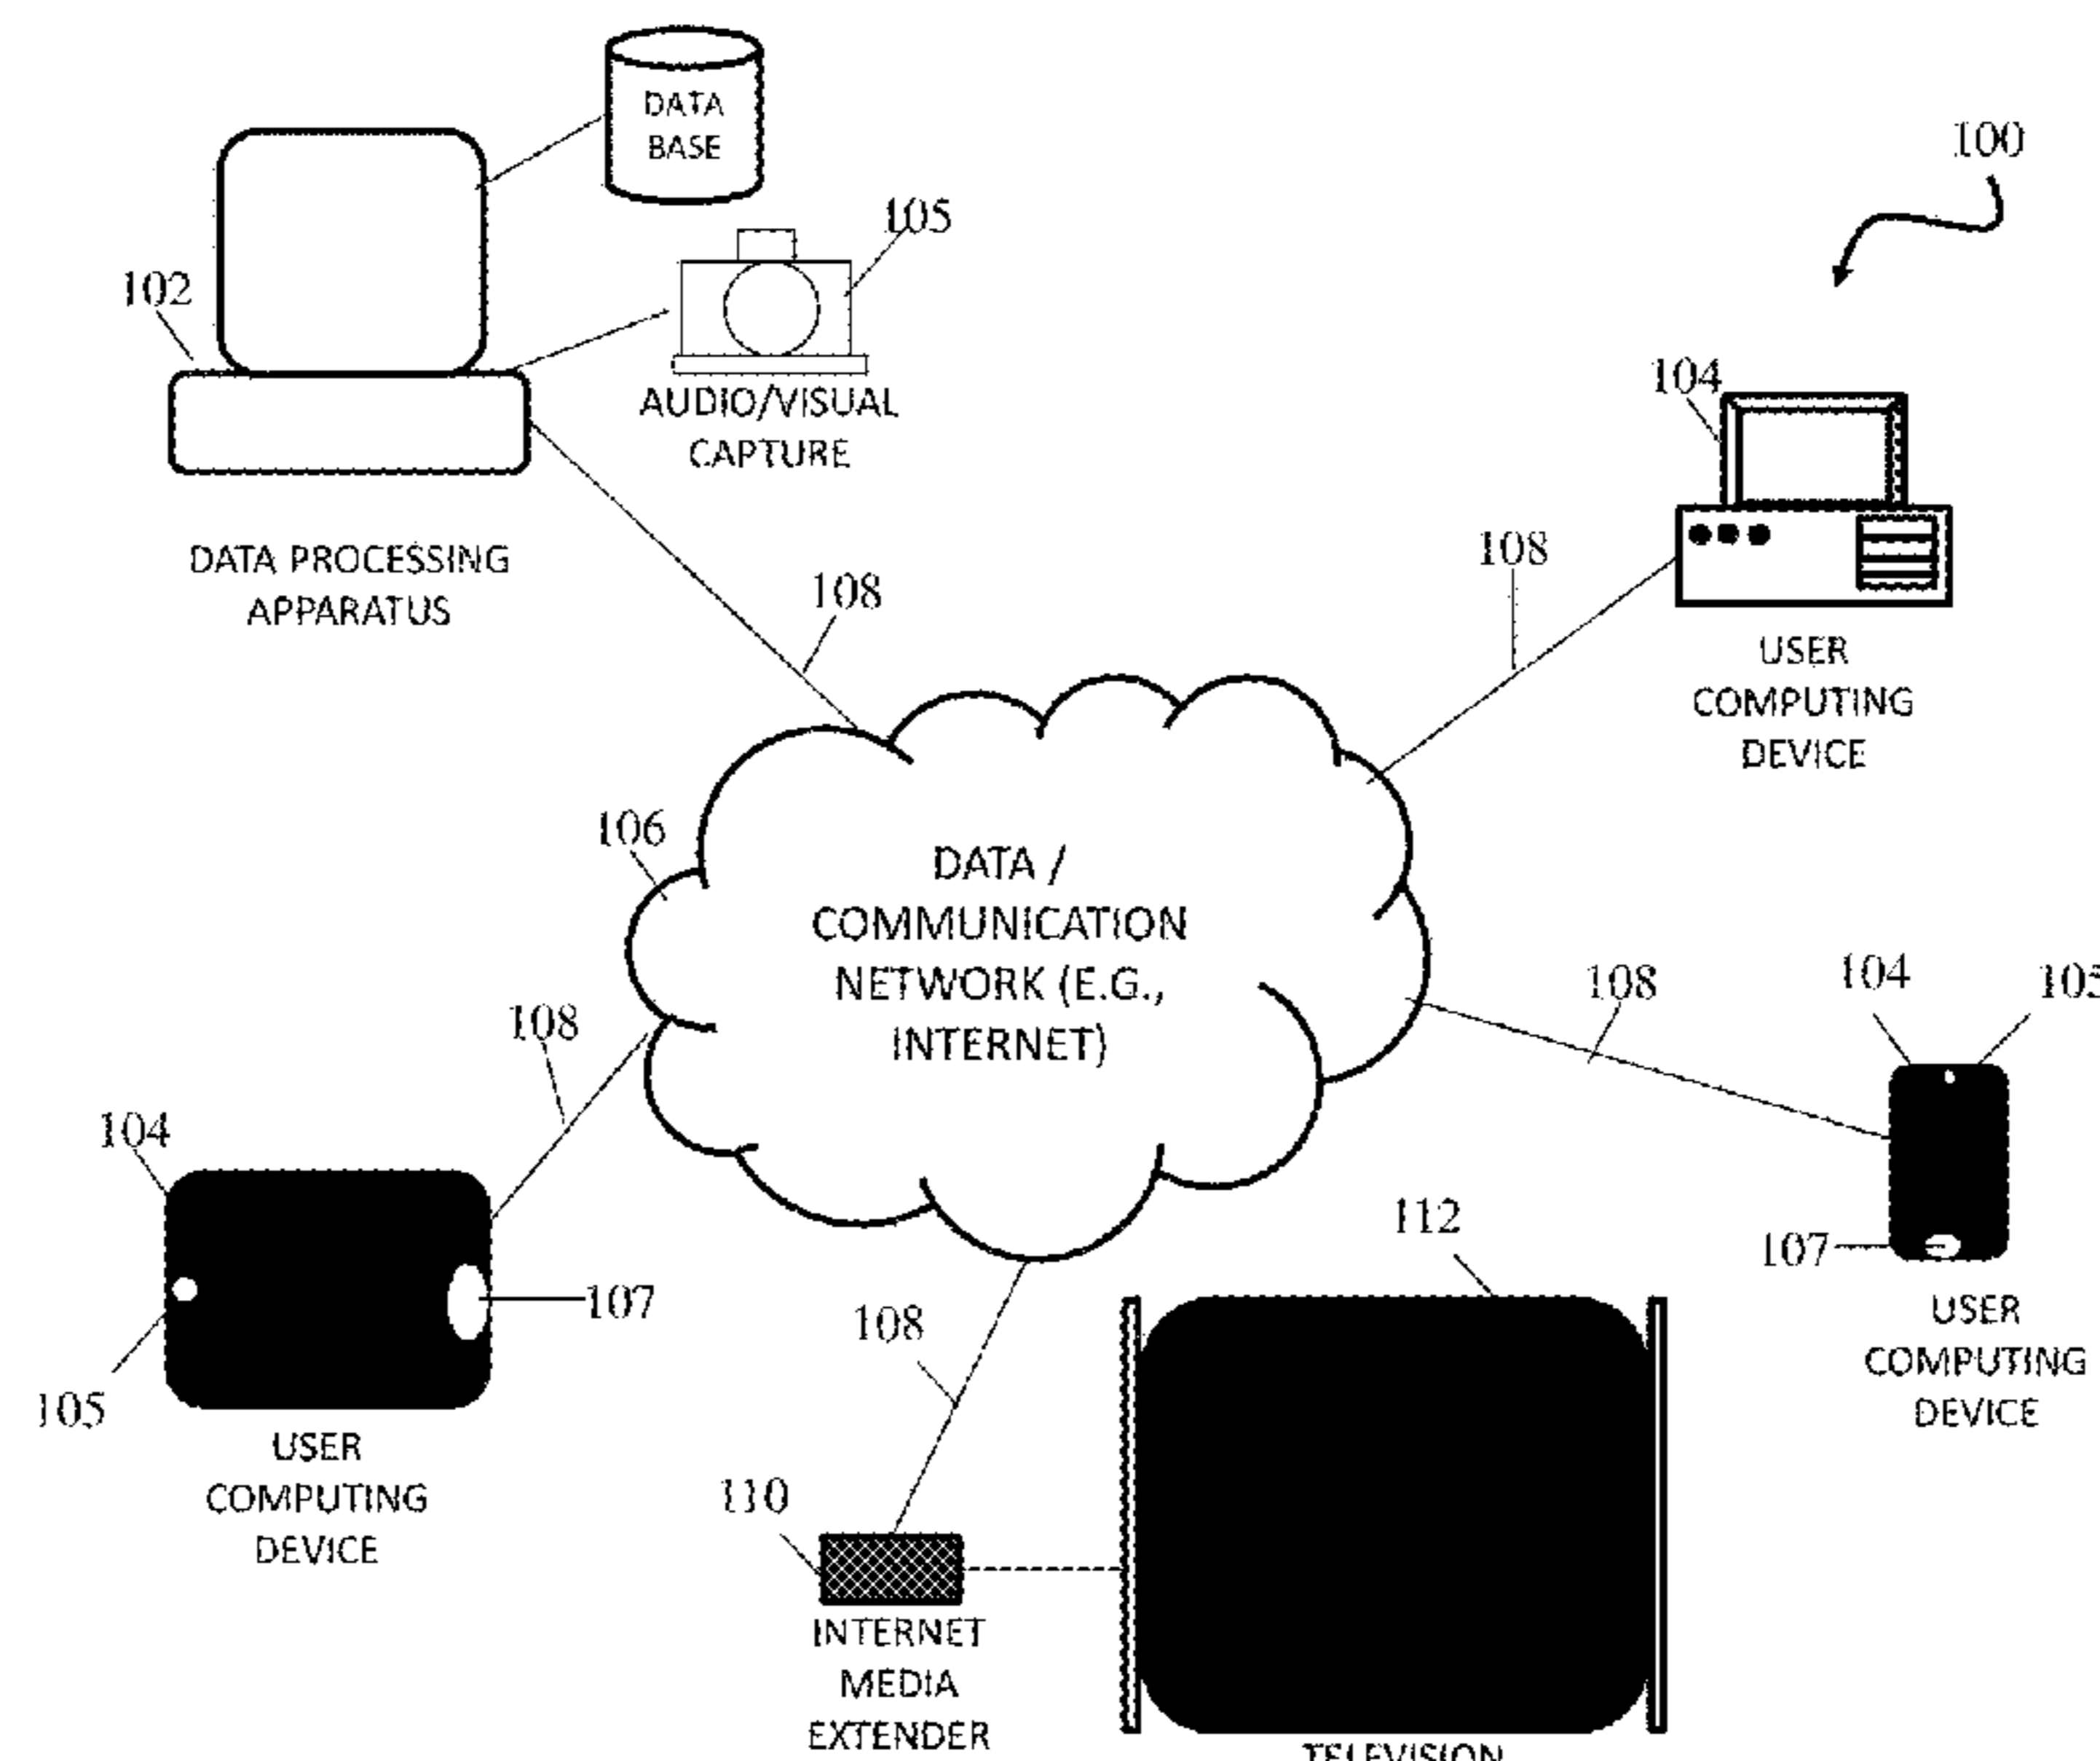 DATA
BASE
100
105
102
AUDIO/VISUAL
CAPTURE
104
DATA PROCESSING
APPARATUS
108
108
USER
COMPUTING
DEVICE
106
DATA /
COMMUNICATION
NETWORK (E.G.,
INTERNET)
108
104
105
108
104
107
USER
COMPUTING
DEVICE
112
107
105
USER
COMPUTING
DEVICE
108
110
INTERNET
MEDIA
EXTENDER
TELEVISION